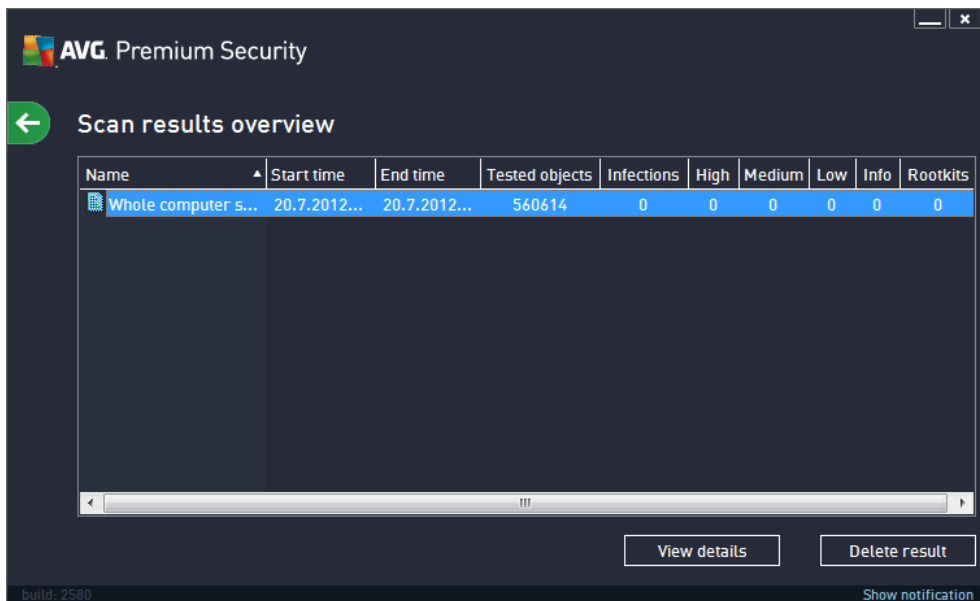 AVG. Premium Security
Scan results overview
Name Start time End time Tested objects Infections High Medium Low Info Rootkits
Whole computer s... 20.7.2012... 20.7.2012... 560614 0 0 0 0 0 0
View details Delete result
build: 2580 Show notification